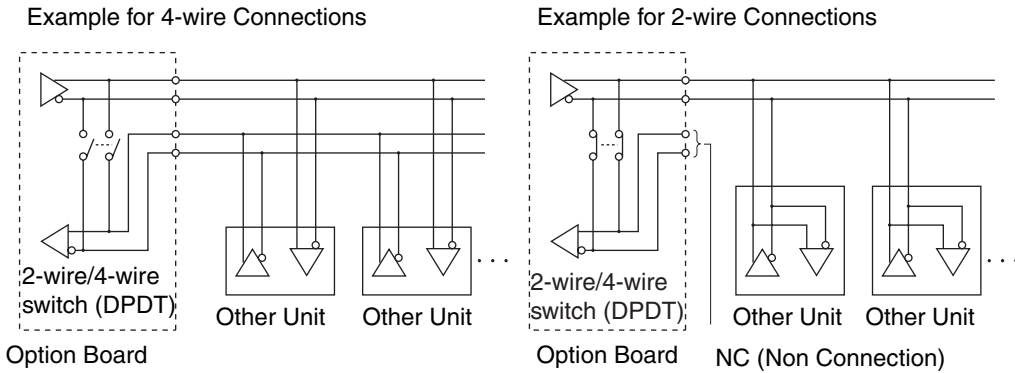 Example for 4-wire Connections
Example for 2-wire Connections
2-wire/4-wire
switch (DPDT)
Other Unit
Other Unit
. . .
Option Board
2-wire/4-wire
switch (DPDT)
Other Unit
Other Unit
. . .
Option Board
NC (Non Connection)